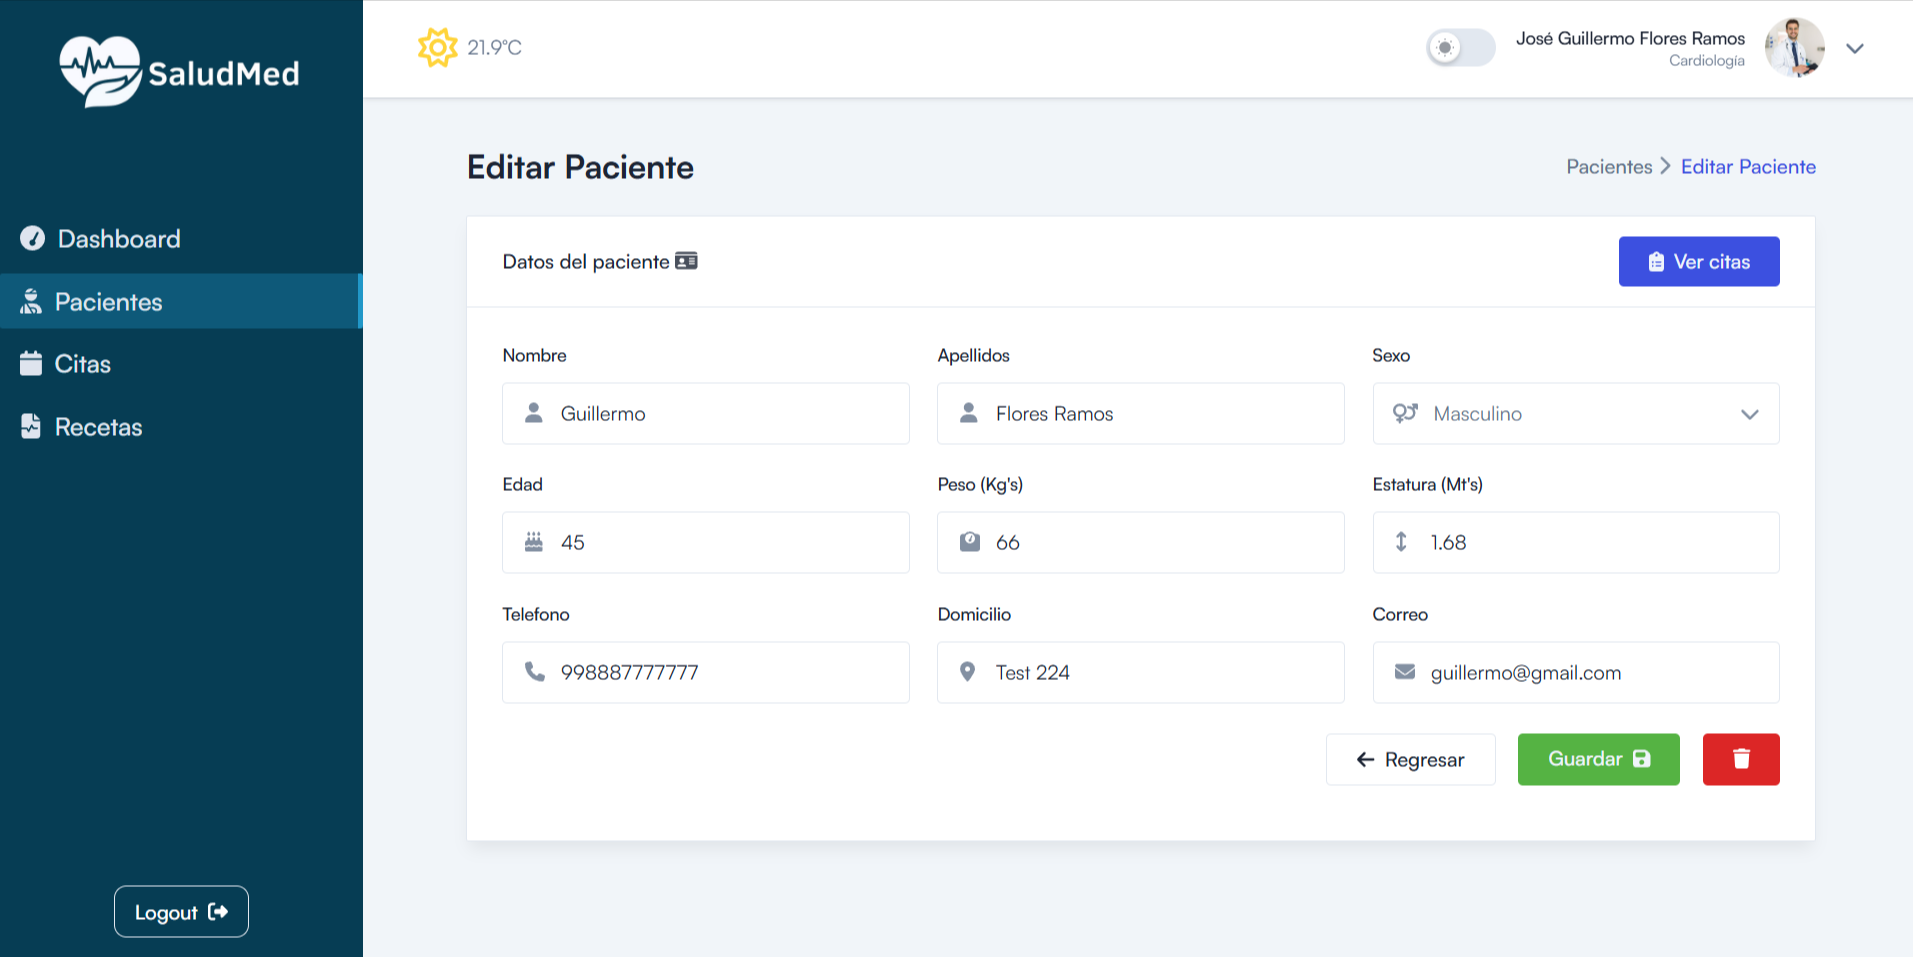 SaludMed
21.9°C
José Guillermo Flores Ramos
Cardiología
Dashboard
Pacientes
Citas
Recetas
Logout
Editar Paciente
Pacientes > Editar Paciente
Datos del paciente
Ver citas
Nombre
Apellidos
Sexo
Guillermo
Flores Ramos
Masculino
Edad
Peso (Kg's)
Estatura (Mt's)
45
66
1.68
Telefono
Domicilio
Correo
998887777777
Test 224
guillermo@gmail.com
Regresar
Guardar